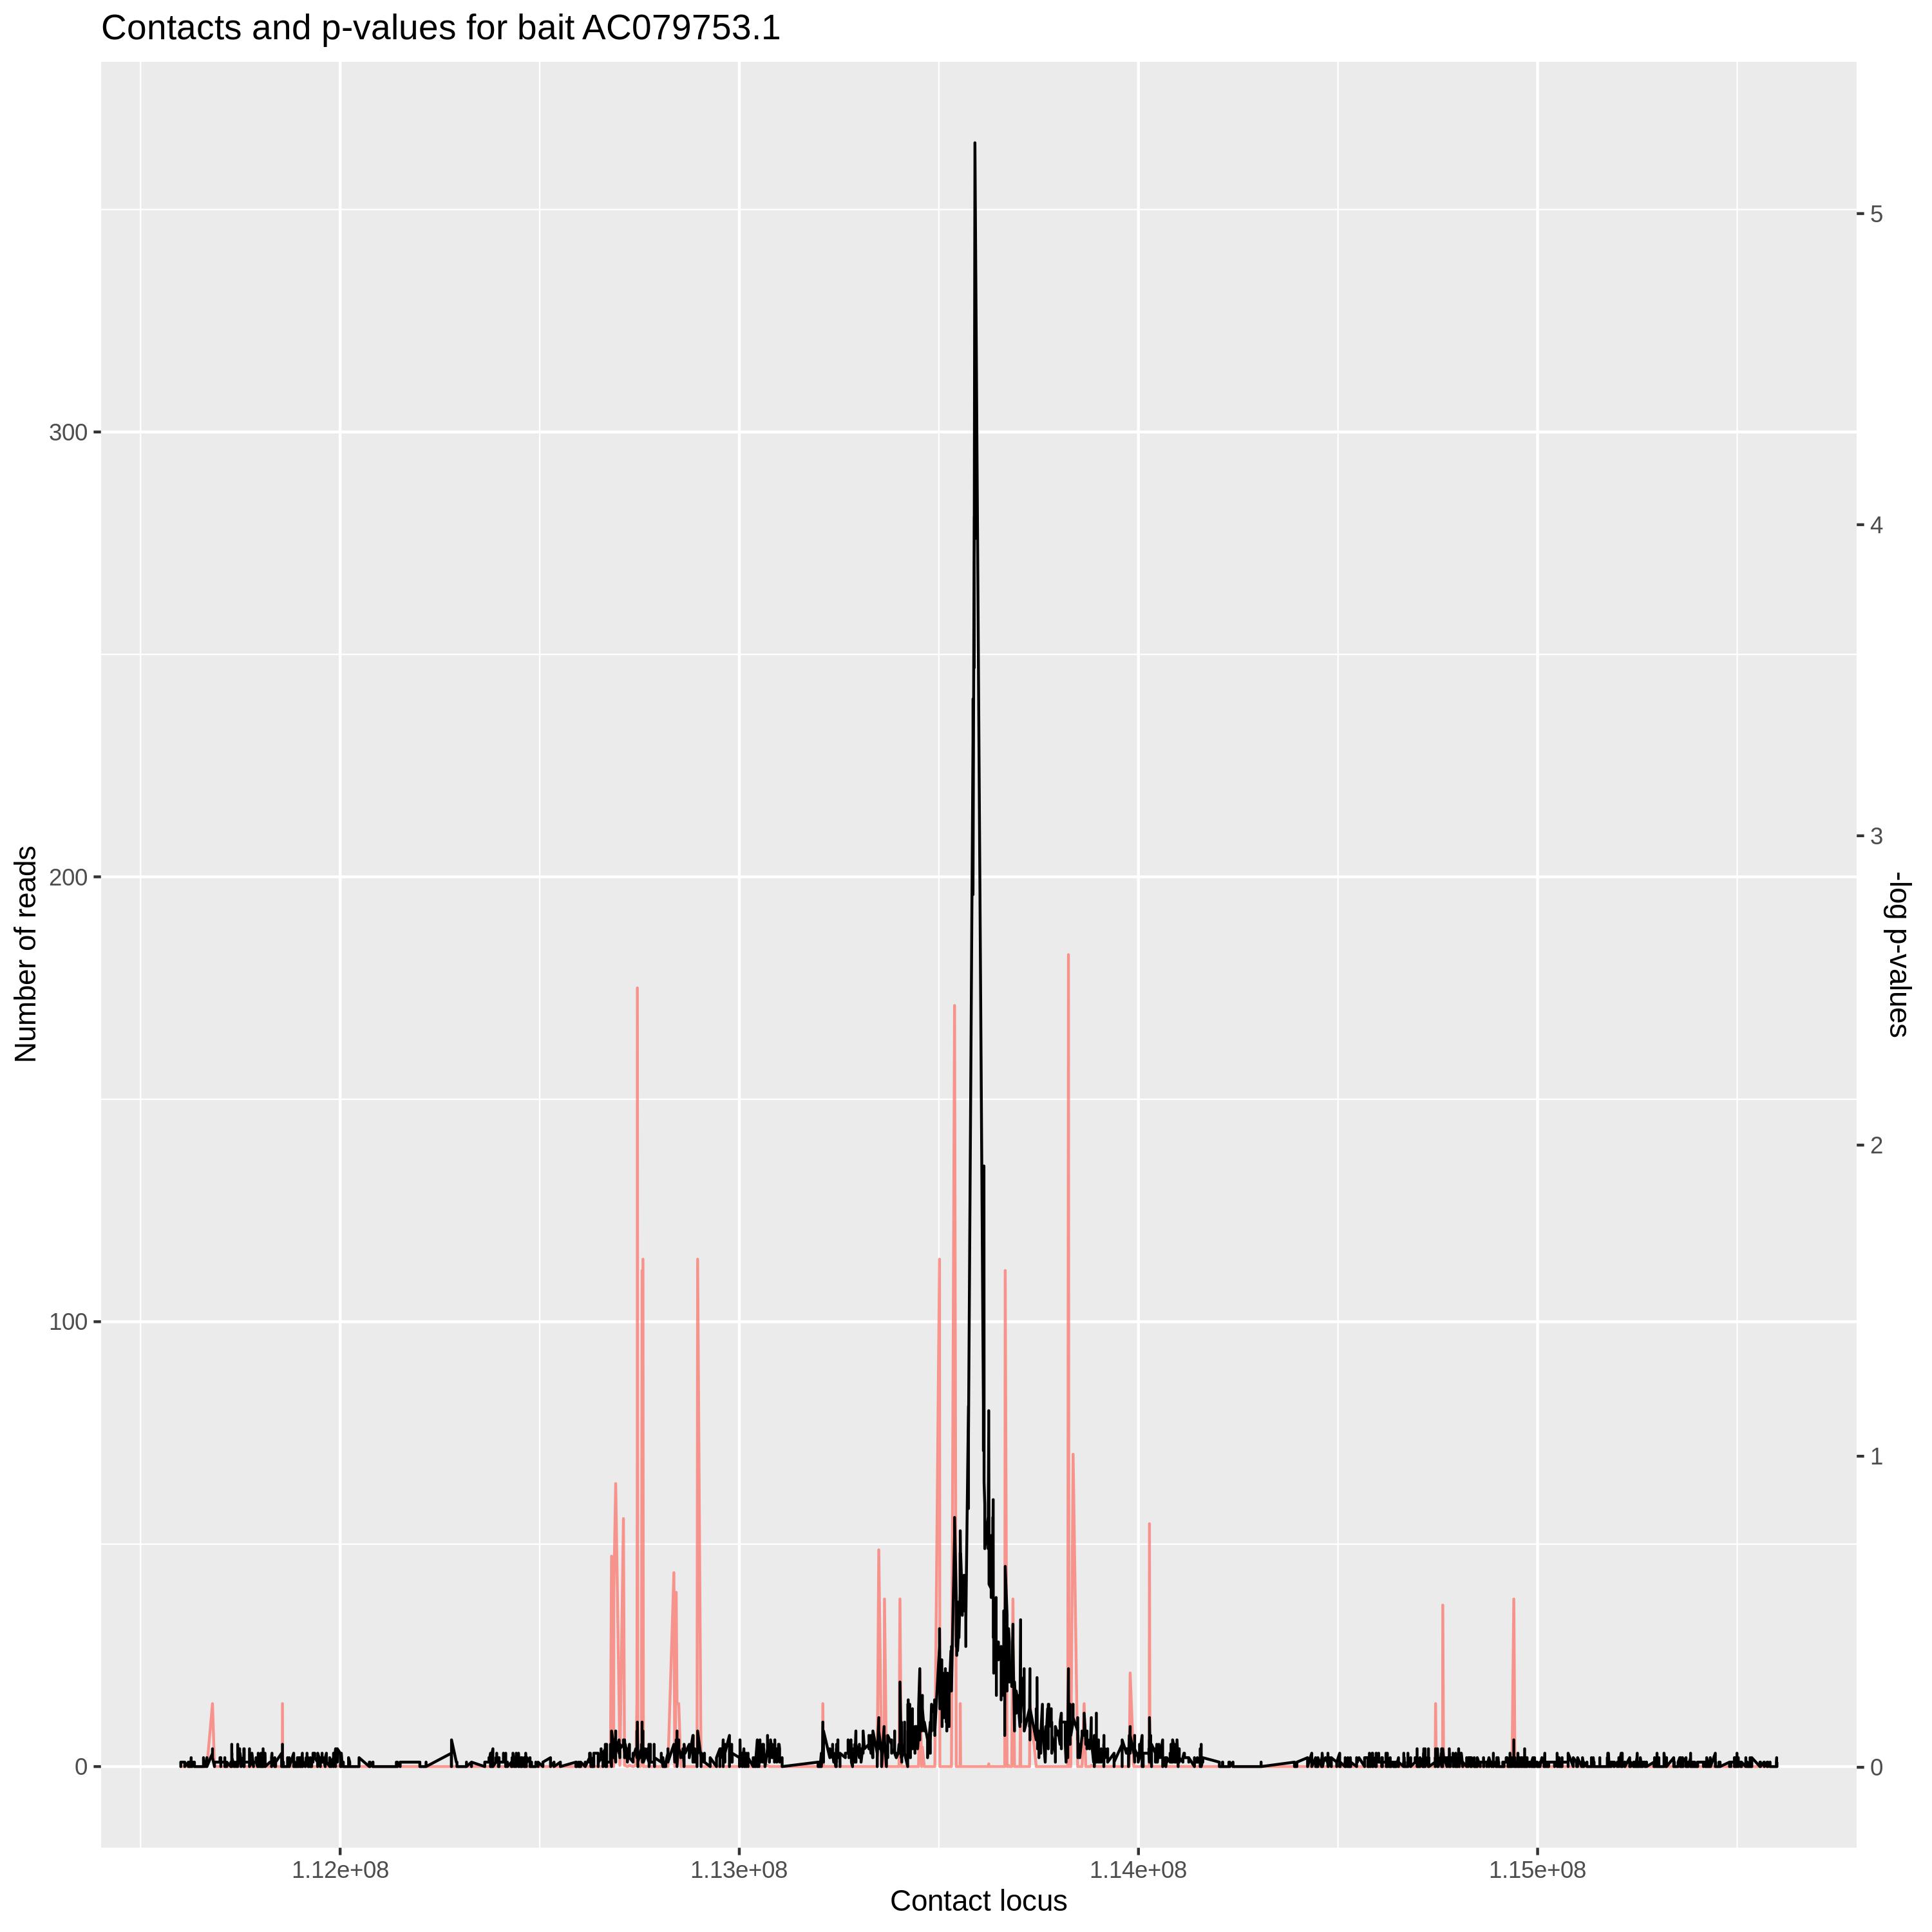 Contacts and p-values for bait AC079753.1
Number of reads
300
200
100
0
5
4
3
2
1
0
-log p-values
1.12e+08 1.13e+08 1.14e+08 1.15e+08
Contact locus